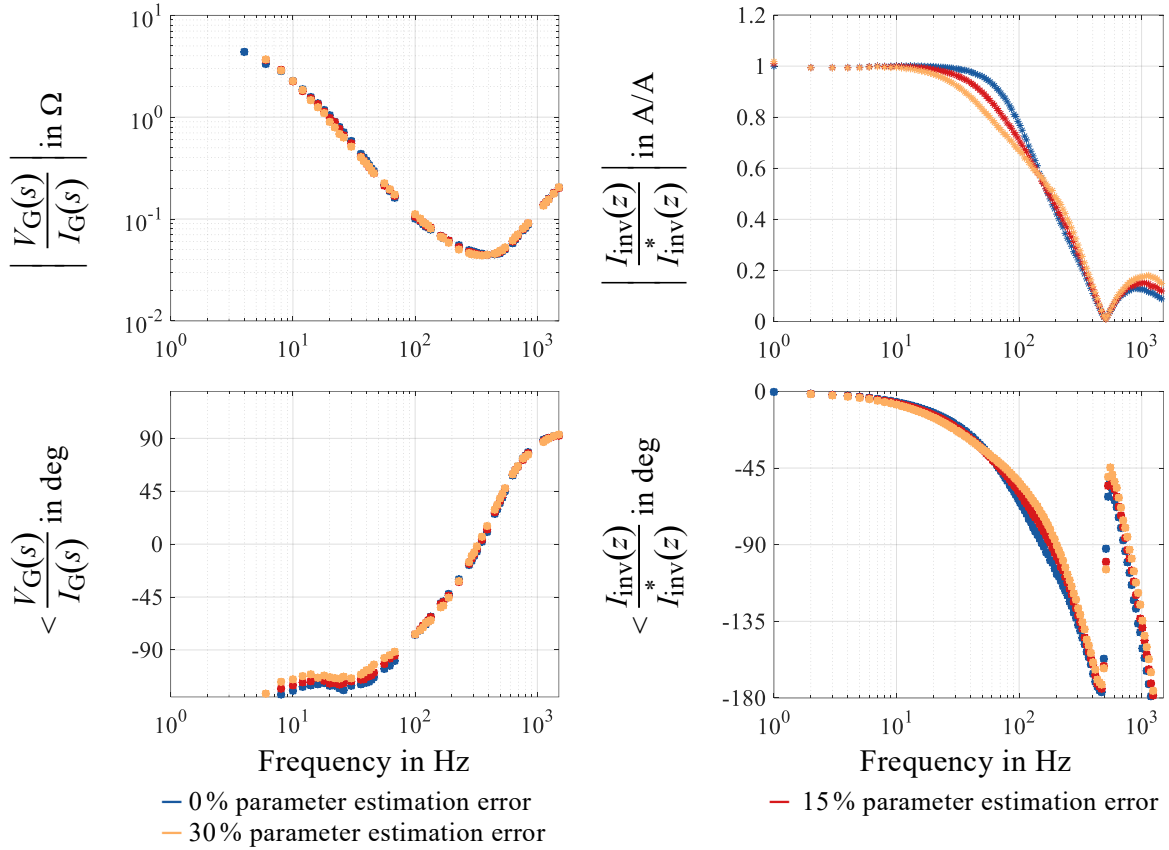 10^1
10^0
10^-1
10^-2
10^0 10^1 10^2 10^3
| V_G(s) / I_G(s) | in Ω
1.2
1
0.8
0.6
0.4
0.2
0
10^0 10^1 10^2 10^3
| I_inv(z) / I*_inv(z) | in A/A
90
45
0
-45
-90
10^0 10^1 10^2 10^3
Frequency in Hz
< V_G(s) / I_G(s) in deg
0
-45
-90
-135
-180
10^0 10^1 10^2 10^3
Frequency in Hz
< I_inv(z) / I*_inv(z) in deg
0 % parameter estimation error
15 % parameter estimation error
30 % parameter estimation error